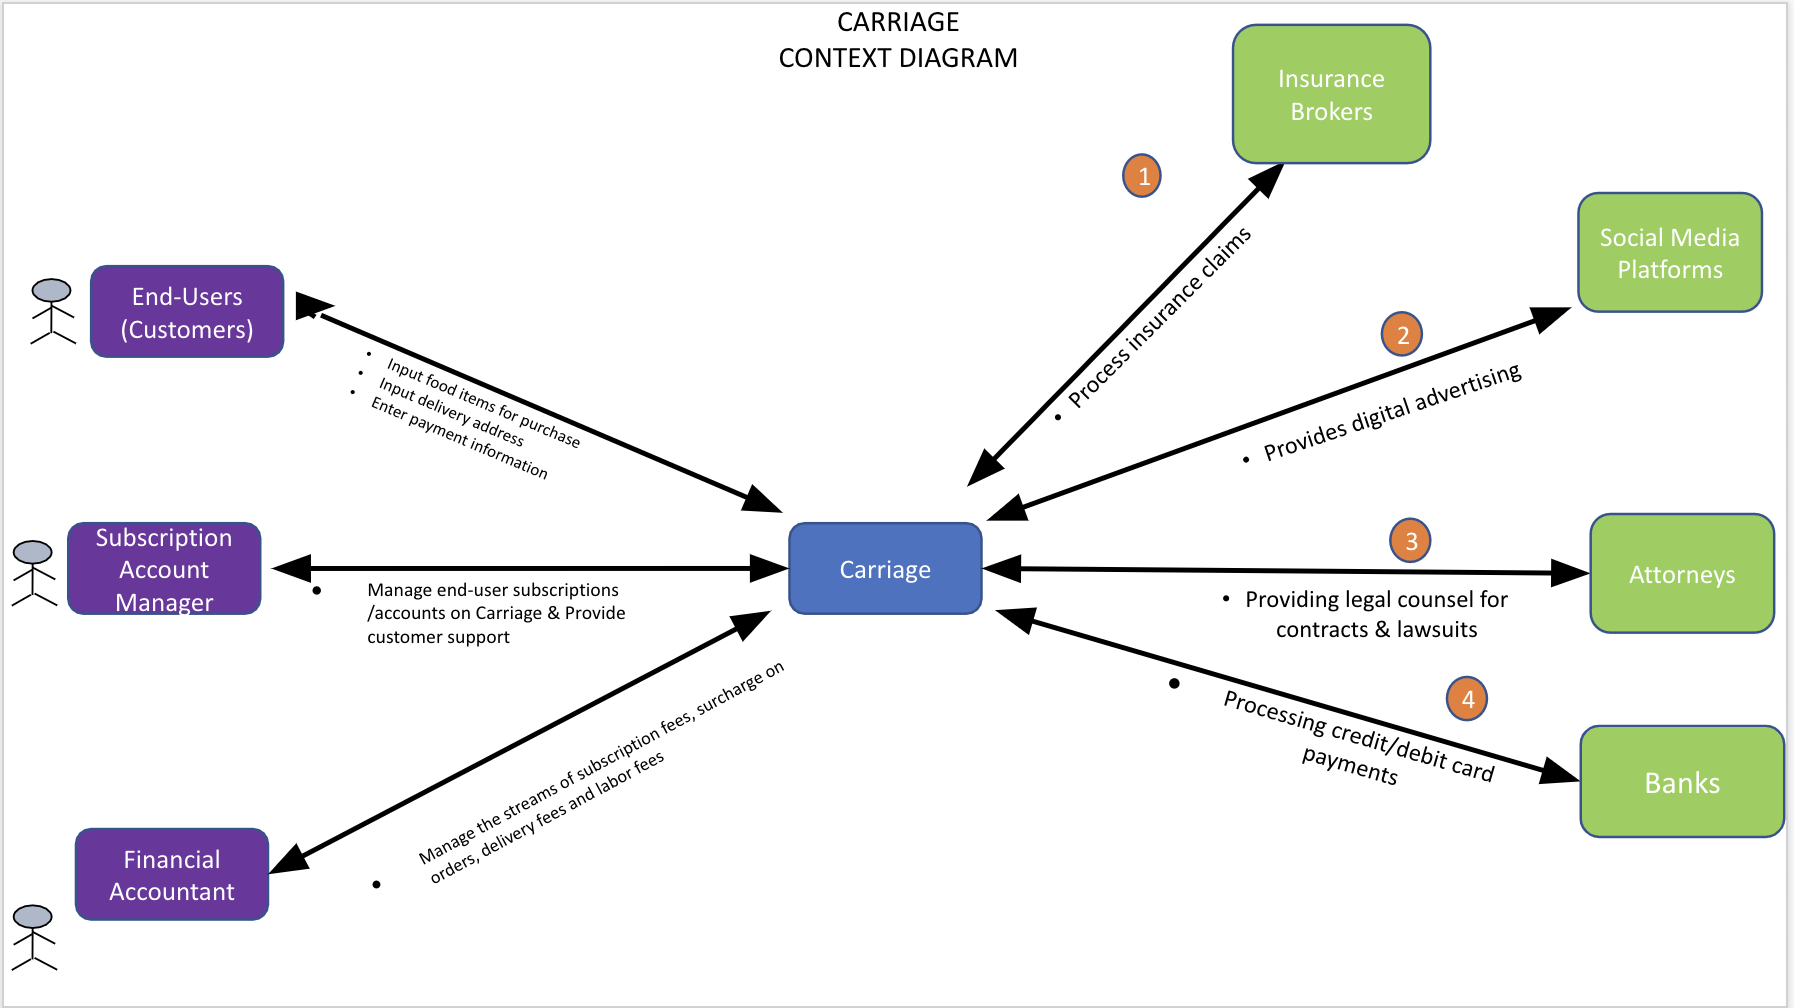 CARRIAGE
CONTEXT DIAGRAM
Insurance
Brokers
1
• Process insurance claims
Social Media
Platforms
2
• Provides digital advertising
End-Users
(Customers)
• Input food items for purchase
• Input delivery address
• Enter payment information
Subscription
Account
Manager
• Manage end-user subscriptions
/accounts on Carriage & Provide
customer support
Carriage
3
Attorneys
• Providing legal counsel for
contracts & lawsuits
4
• Processing credit/debit card
payments
Banks
• Manage the streams of subscription fees, surcharge on
orders, delivery fees and labor fees
Financial
Accountant